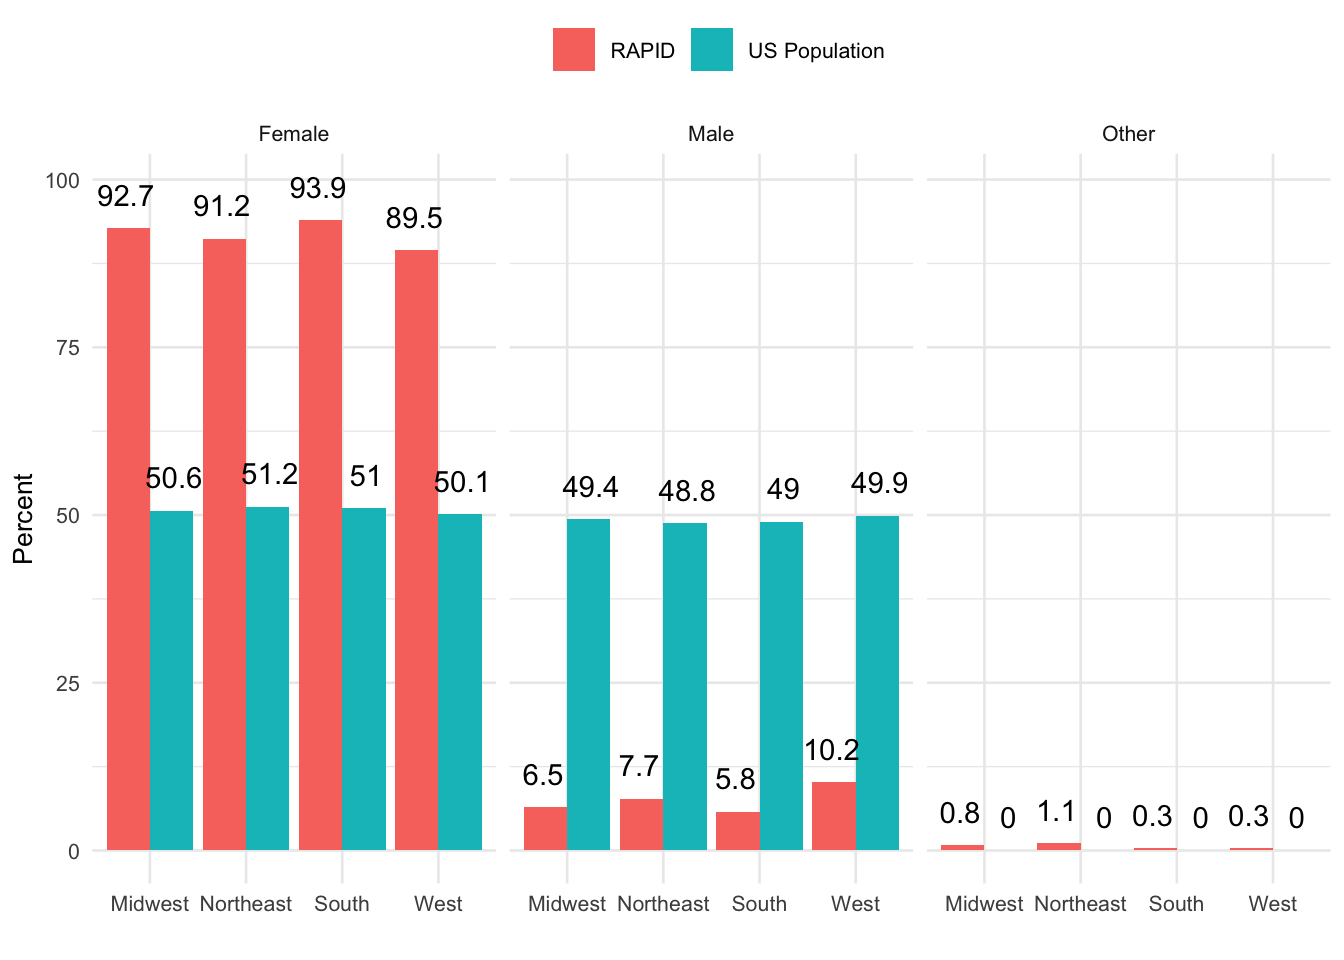 RAPID US Population
Female Male Other
Percent
100
75
50
25
0
92.7 91.2 93.9 89.5
50.6 51.2 51 50.1
49.4 48.8 49 49.9
6.5 7.7 5.8 10.2
0.8 0 1.1 0 0.3 0 0.3 0
Midwest Northeast South West Midwest Northeast South West Midwest Northeast South West